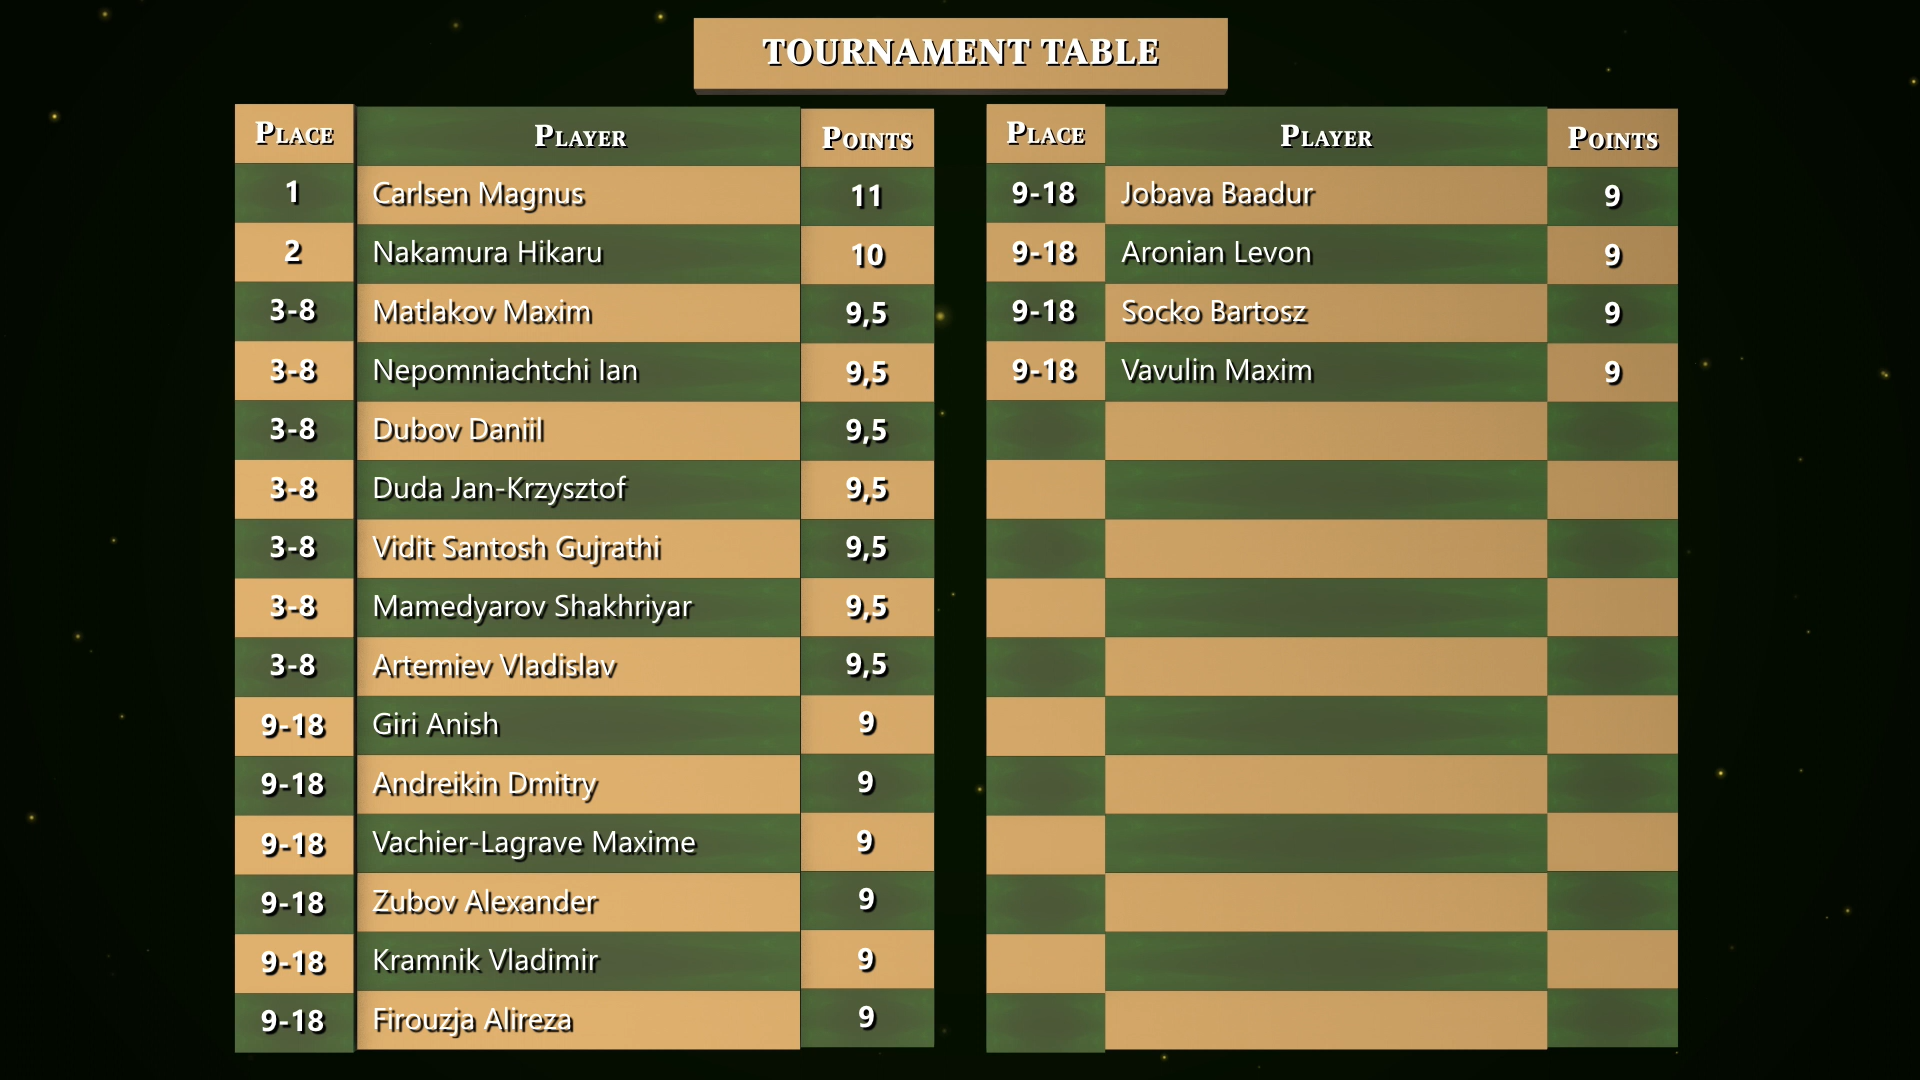 TOURNAMENT TABLE
PLACE PLAYER POINTS
1 Carlsen Magnus 11
2 Nakamura Hikaru 10
3-8 Matlakov Maxim 9,5
3-8 Nepomniachtchi Ian 9,5
3-8 Dubov Daniil 9,5
3-8 Duda Jan-Krzysztof 9,5
3-8 Vidit Santosh Gujrathi 9,5
3-8 Mamedyarov Shakhriyar 9,5
3-8 Artemiev Vladislav 9,5
9-18 Giri Anish 9
9-18 Andreikin Dmitry 9
9-18 Vachier-Lagrave Maxime 9
9-18 Zubov Alexander 9
9-18 Kramnik Vladimir 9
9-18 Firouzja Alireza 9
PLACE PLAYER POINTS
9-18 Jobava Baadur 9
9-18 Aronian Levon 9
9-18 Socko Bartosz 9
9-18 Vavulin Maxim 9